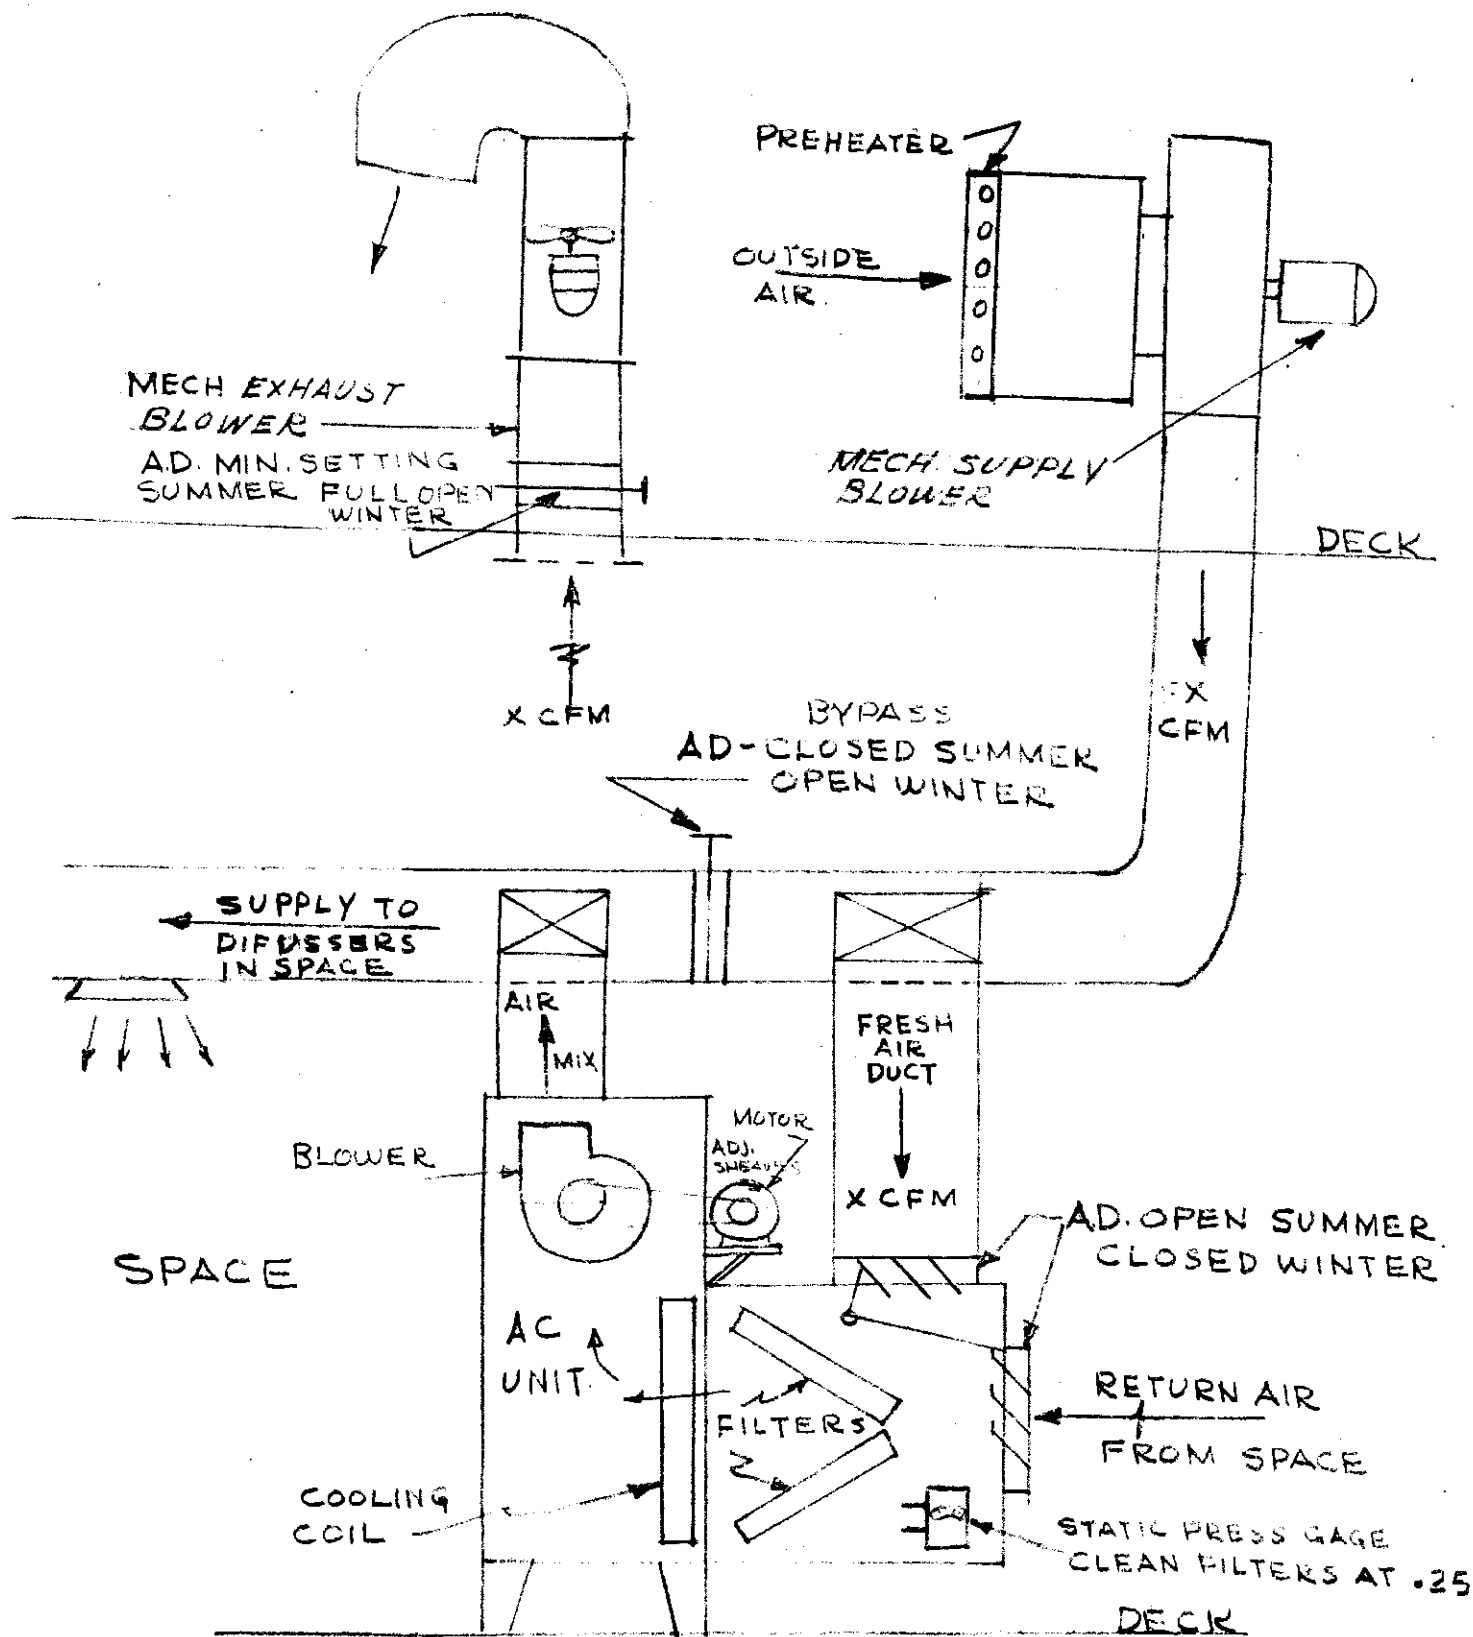 PREHEATER
OUTSIDE
AIR.
MECH EXHAUST
BLOWER
A.D. MIN. SETTING
SUMMER FULL OPEN
WINTER
MECH. SUPPLY
BLOWER
DECK
X CFM
X
CFM
BYPASS
AD-CLOSED SUMMER
OPEN WINTER
SUPPLY TO
DIFUSSERS
IN SPACE
AIR
MIX
FRESH
AIR
DUCT
X CFM
BLOWER
MOTOR
ADJ.
SHEAVES
AD. OPEN SUMMER
CLOSED WINTER
SPACE
AC
UNIT.
FILTERS
RETURN AIR
FROM SPACE
COOLING
COIL
STATIC PRESS GAGE
CLEAN FILTERS AT .25
DECK